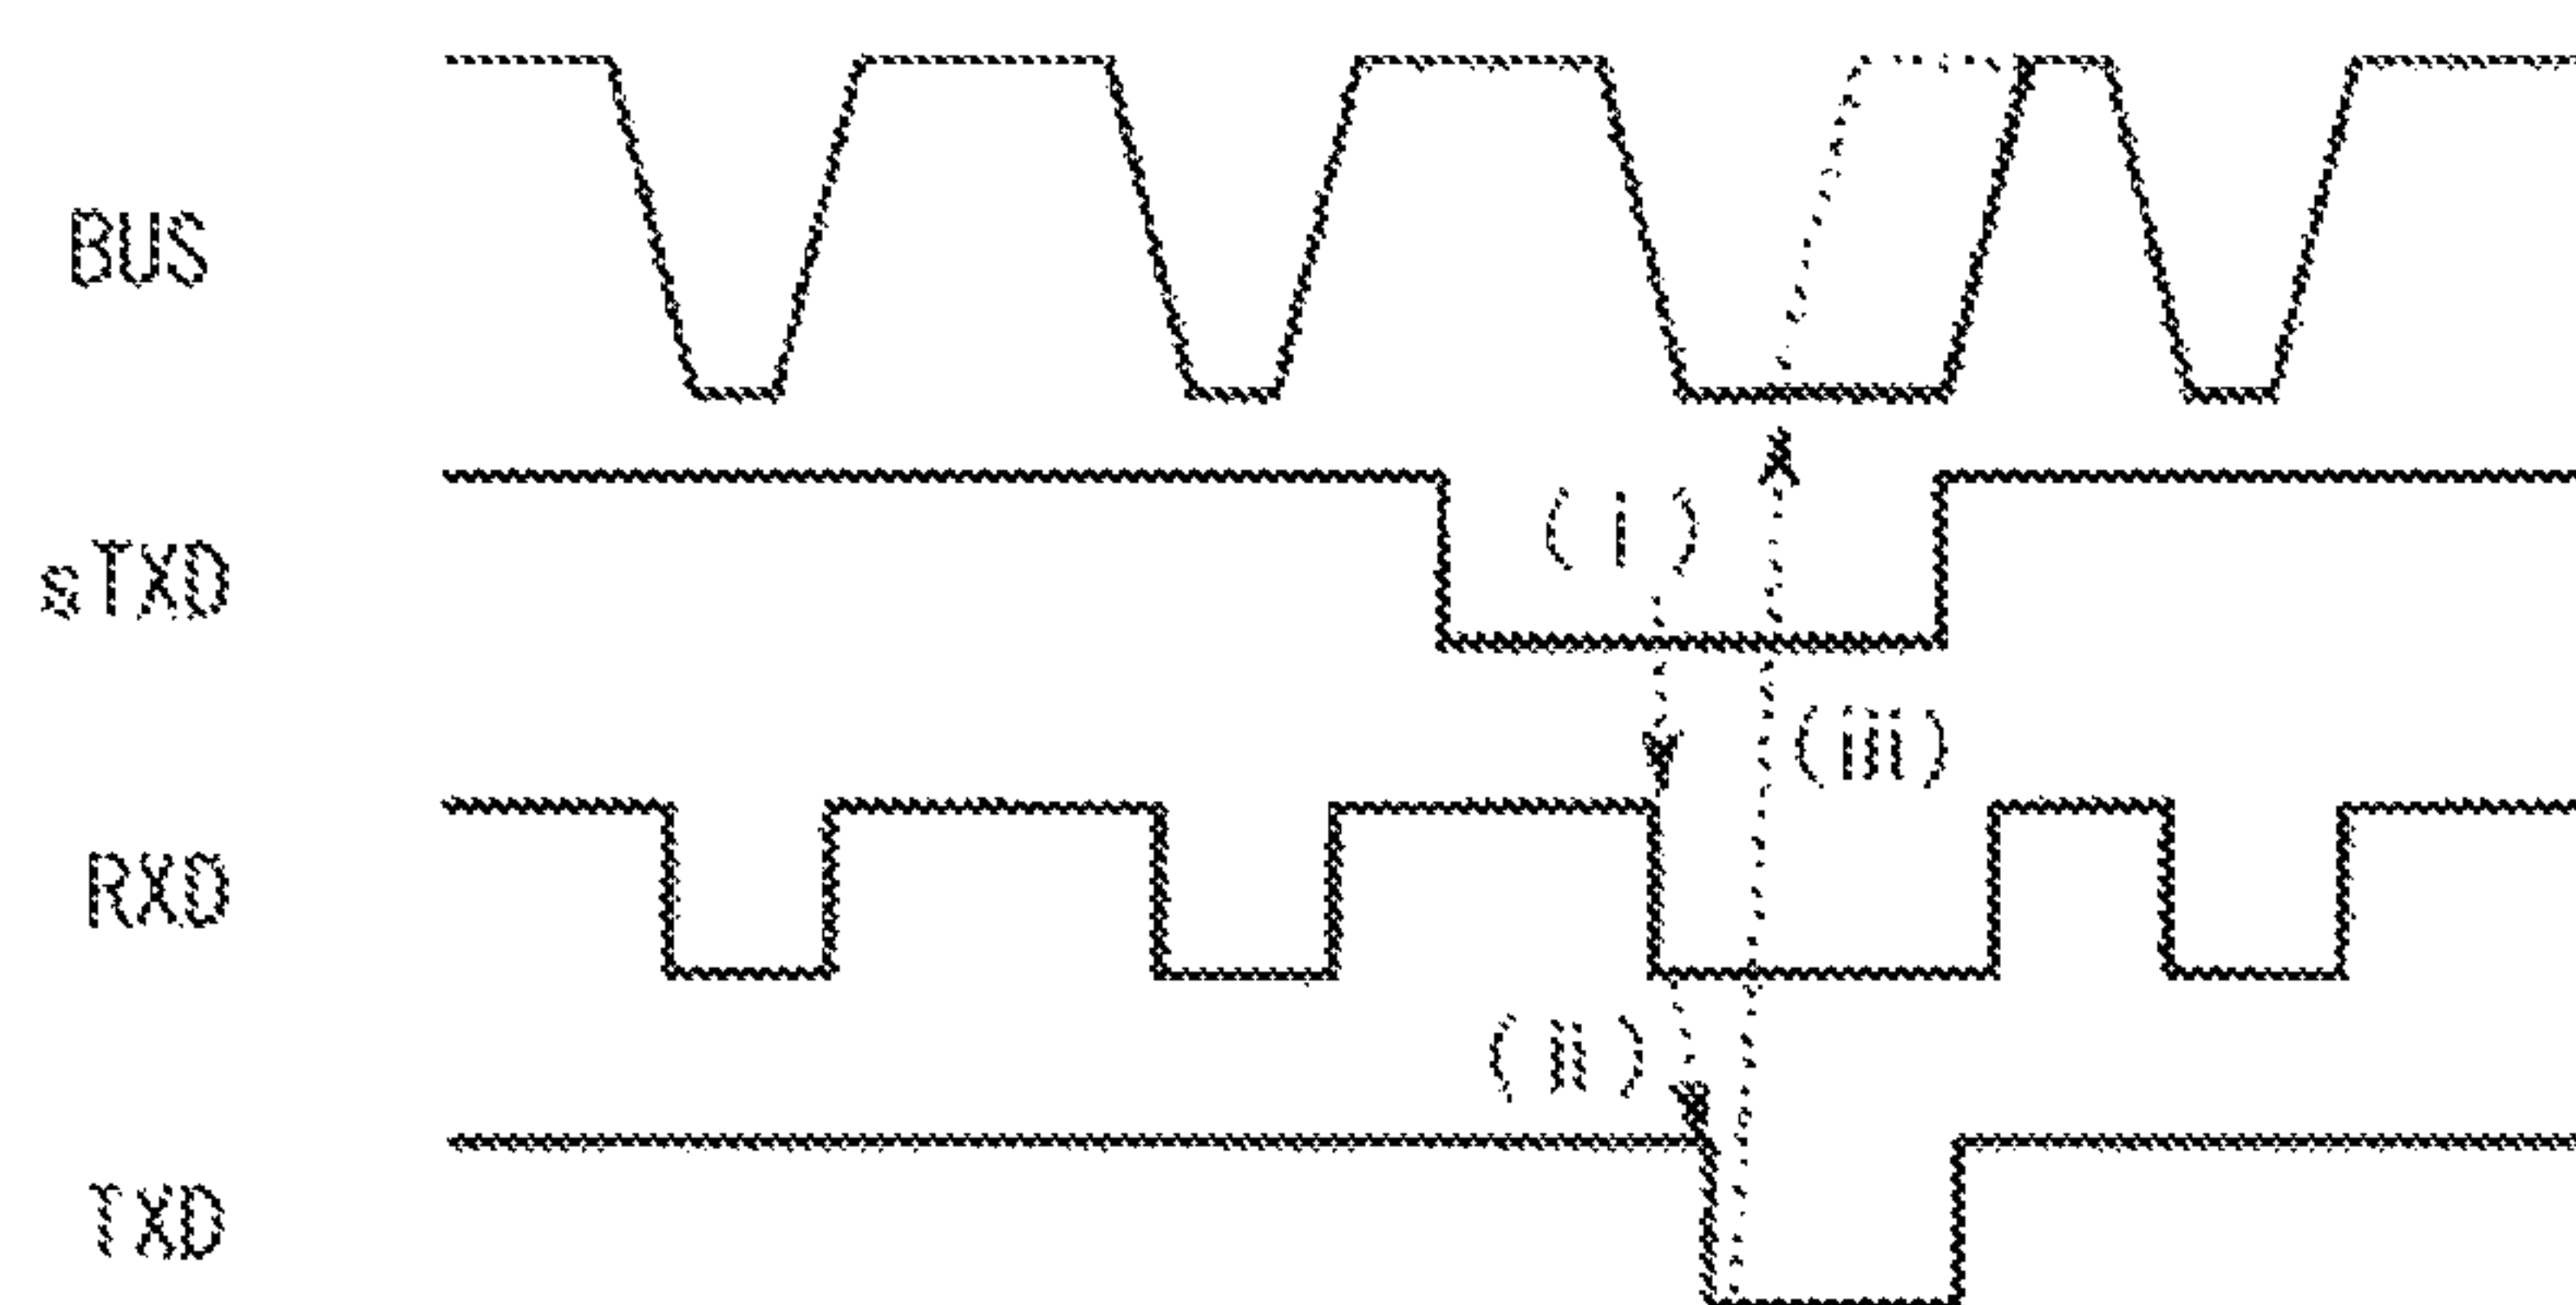 BUS
sTXD
( i )
(iii)
RXD
( ii )
TXD